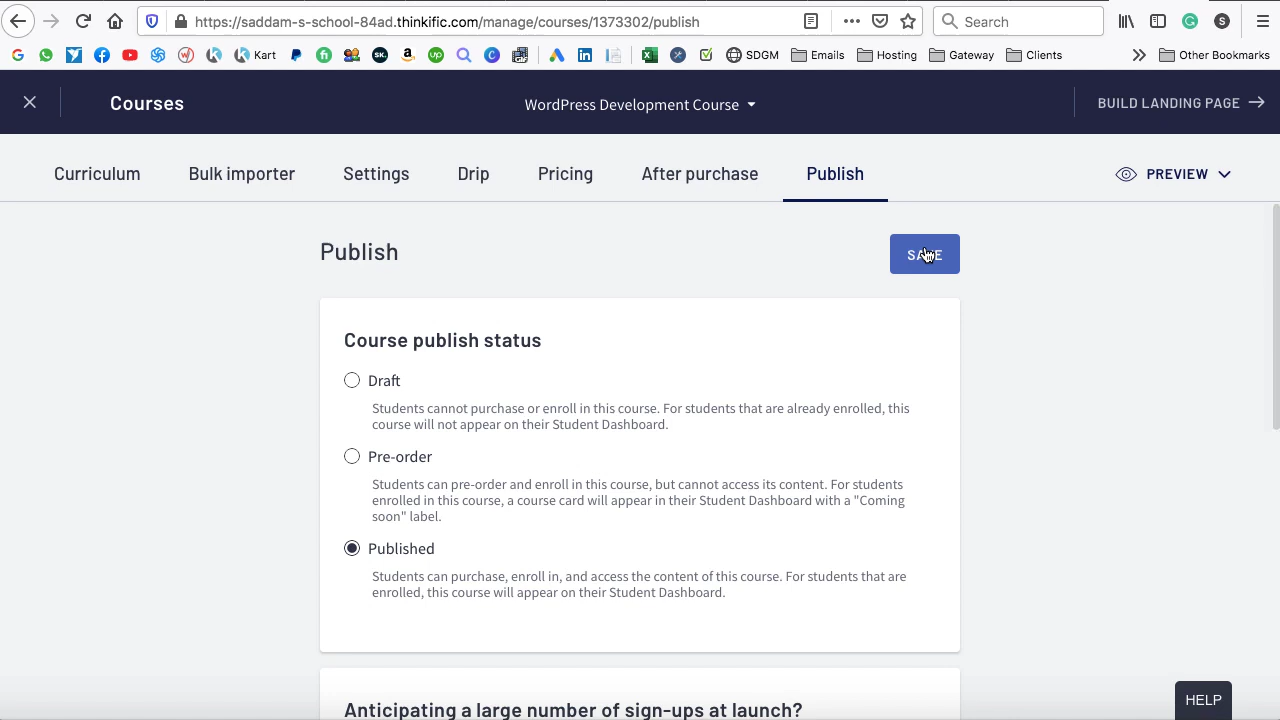 https://saddam-s-school-84ad.thinkific.com/manage/courses/1373302/publish
Search
Kart
SDGM
Emails
Hosting
Gateway
Clients
Other Bookmarks
Courses
WordPress Development Course
BUILD LANDING PAGE
Curriculum
Bulk importer
Settings
Drip
Pricing
After purchase
Publish
PREVIEW
Publish
SAVE
Course publish status
Draft
Students cannot purchase or enroll in this course. For students that are already enrolled, this
course will not appear on their Student Dashboard.
Pre-order
Students can pre-order and enroll in this course, but cannot access its content. For students
enrolled in this course, a course card will appear in their Student Dashboard with a "Coming
soon" label.
Published
Students can purchase, enroll in, and access the content of this course. For students that are
enrolled, this course will appear on their Student Dashboard.
Anticipating a large number of sign-ups at launch?
HELP